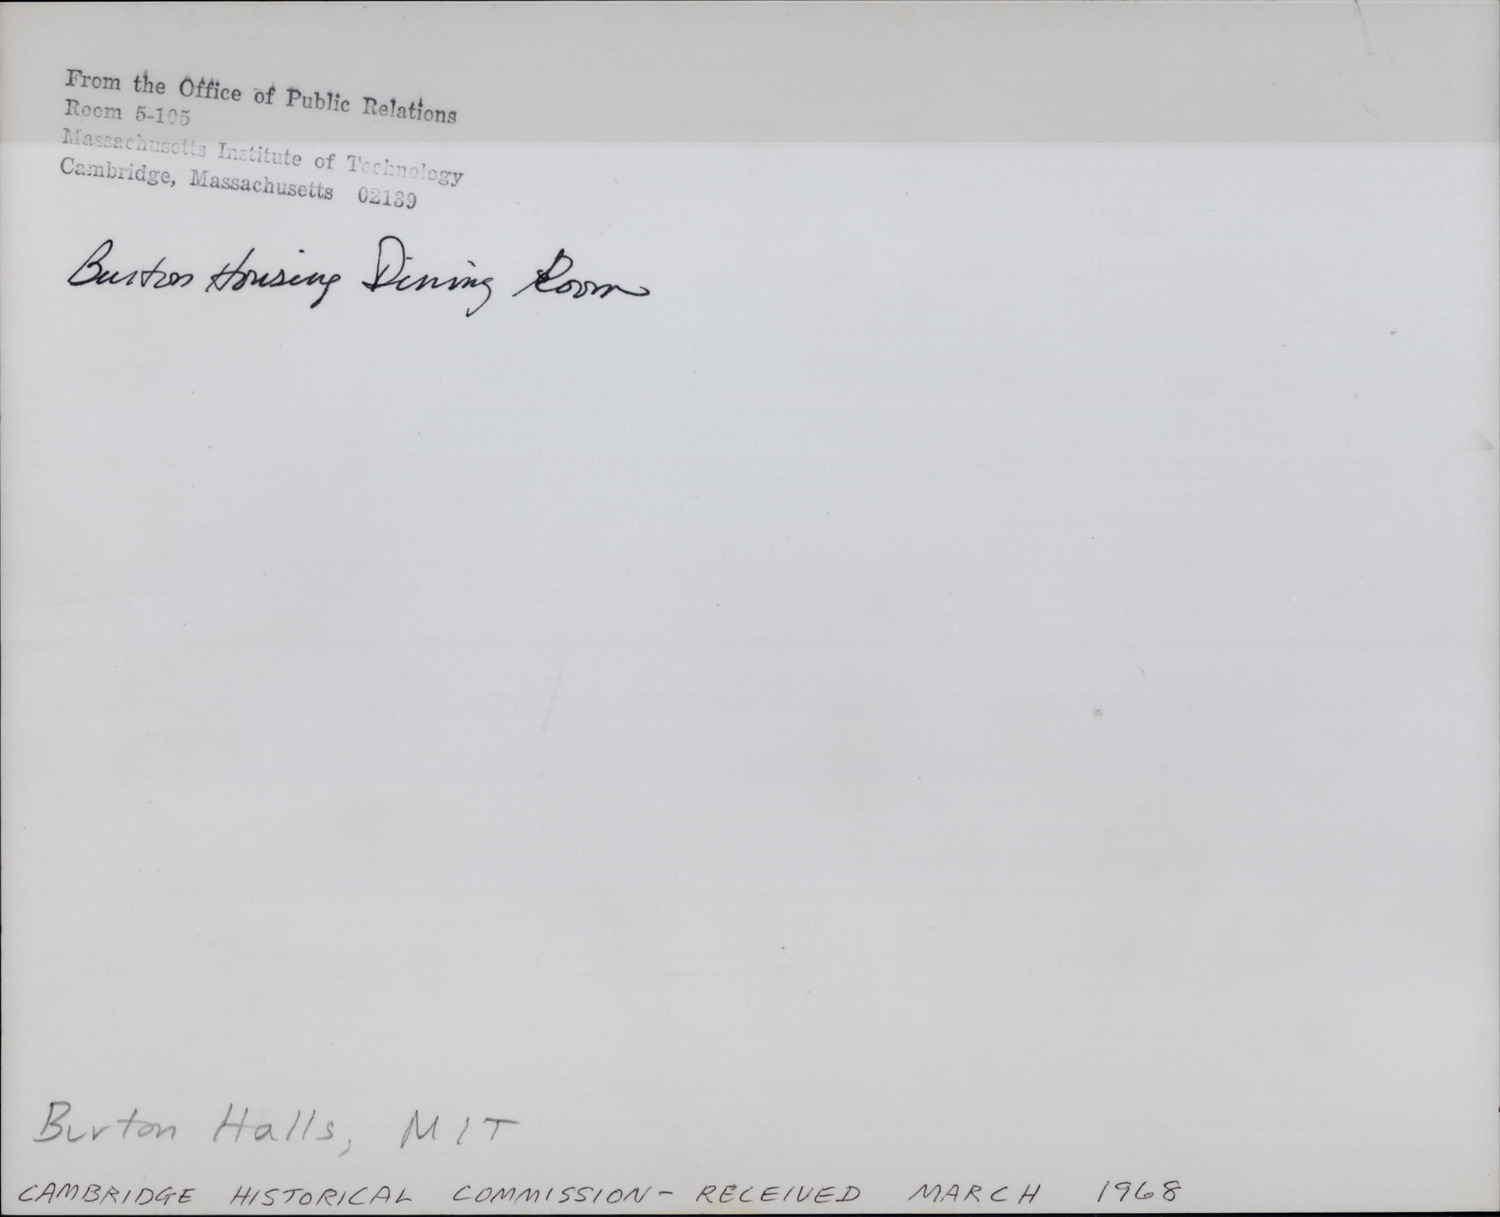 From the Office of Public Relations
Room 5-105
Massachusetts Institute of Technology
Cambridge, Massachusetts 02139
Burton Housing Dining Room
Burton Halls, MIT
CAMBRIDGE HISTORICAL COMMISSION - RECEIVED MARCH 1968